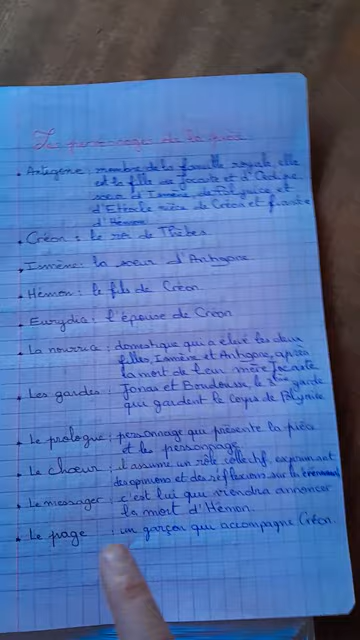 Les personnages de la pièce
• Antigone : membre de la famille royale, elle
est la fille de Jocaste et d'Oedipe
sœur d'Ismène de Polynice et
d'Etéocle nièce de Créon et fiancée
d'Hémon
• Créon : le roi de Thèbes
• Ismène : la sœur d'Antigone
• Hémon : le fils de Créon
• Eurydice : l'épouse de Créon
• La nourrice : domestique qui a élevé les deux
filles, Ismène et Antigone, après
la mort de leur mère Jocaste
• Les gardes : Jonas et Boudousse, le 3ème garde
qui gardent le corps de Polynice
• Le prologue : personnage qui présente la pièce
et les personnage
• Le chœur : il assume un rôle collectif, exprimant
des opinions et des réflexions sur les
• Le messager : c'est lui qui viendra annoncer
la mort d'Hémon.
• Le page : un garçon qui accompagne Créon.